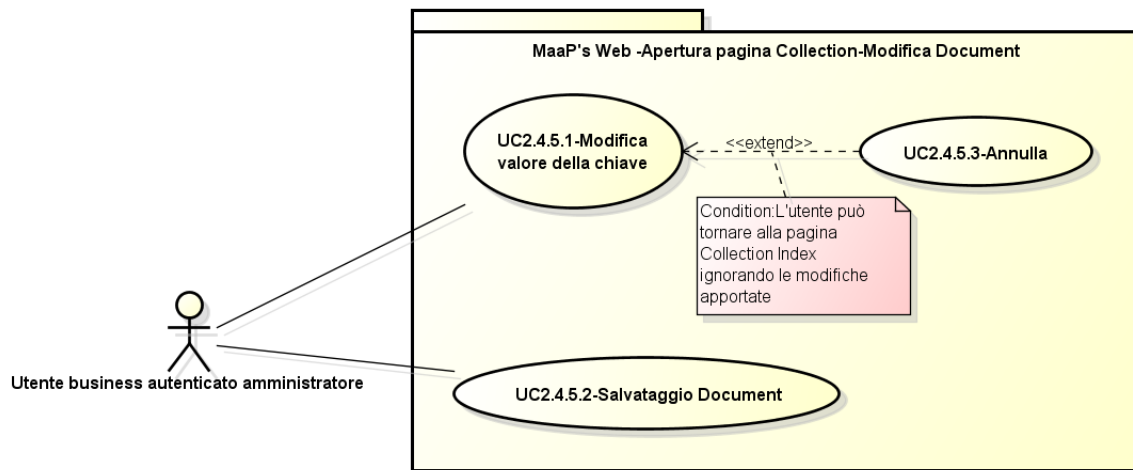 MaaP's Web -Apertura pagina Collection-Modifica Document
UC2.4.5.1-Modifica
valore della chiave
<<extend>>
UC2.4.5.3-Annulla
Condition:L'utente può
tornare alla pagina
Collection Index
ignorando le modifiche
apportate
Utente business autenticato amministratore
UC2.4.5.2-Salvataggio Document